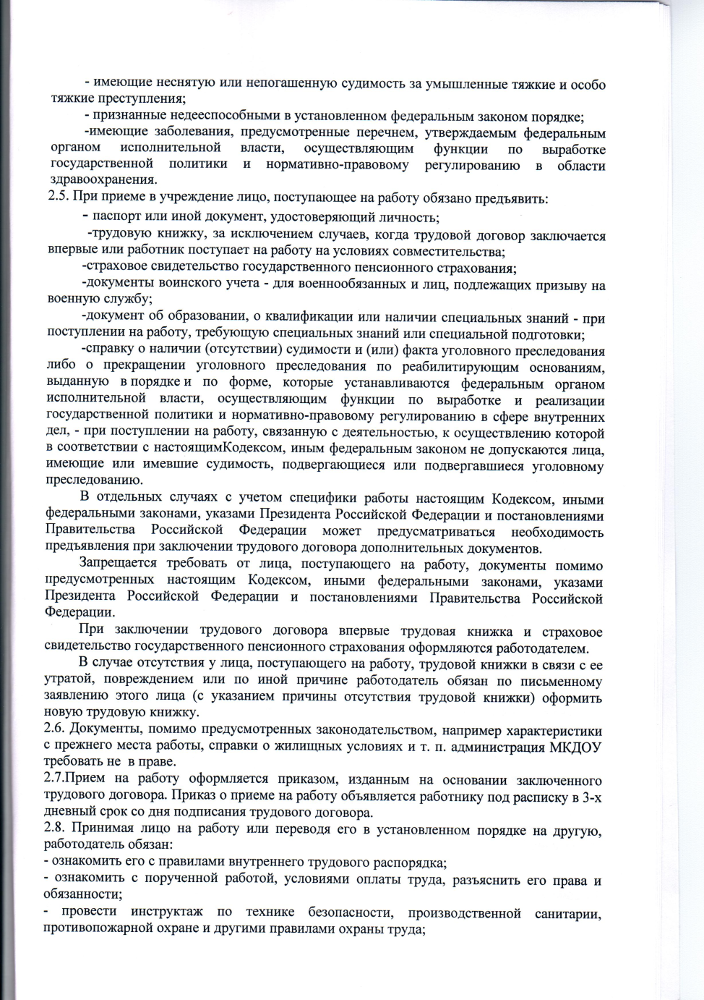 - имеющие неснятую или непогашенную судимость за умышленные тяжкие и особо
тяжкие преступления;
- признанные недееспособными в установленном федеральным законом порядке;
-имеющие заболевания, предусмотренные перечнем, утверждаемым федеральным
органом исполнительной власти, осуществляющим функции по выработке
государственной политики и нормативно-правовому регулированию в области
здравоохранения.
2.5. При приеме в учреждение лицо, поступающее на работу обязано предъявить:
- паспорт или иной документ, удостоверяющий личность;
-трудовую книжку, за исключением случаев, когда трудовой договор заключается
впервые или работник поступает на работу на условиях совместительства;
-страховое свидетельство государственного пенсионного страхования;
-документы воинского учета - для военнообязанных и лиц, подлежащих призыву на
военную службу;
-документ об образовании, о квалификации или наличии специальных знаний - при
поступлении на работу, требующую специальных знаний или специальной подготовки;
-справку о наличии (отсутствии) судимости и (или) факта уголовного преследования
либо о прекращении уголовного преследования по реабилитирующим основаниям,
выданную в порядке и по форме, которые устанавливаются федеральным органом
исполнительной власти, осуществляющим функции по выработке и реализации
государственной политики и нормативно-правовому регулированию в сфере внутренних
дел, - при поступлении на работу, связанную с деятельностью, к осуществлению которой
в соответствии с настоящимКодексом, иным федеральным законом не допускаются лица,
имеющие или имевшие судимость, подвергающиеся или подвергавшиеся уголовному
преследованию.
В отдельных случаях с учетом специфики работы настоящим Кодексом, иными
федеральными законами, указами Президента Российской Федерации и постановлениями
Правительства Российской Федерации может предусматриваться необходимость
предъявления при заключении трудового договора дополнительных документов.
Запрещается требовать от лица, поступающего на работу, документы помимо
предусмотренных настоящим Кодексом, иными федеральными законами, указами
Президента Российской Федерации и постановлениями Правительства Российской
Федерации.
При заключении трудового договора впервые трудовая книжка и страховое
свидетельство государственного пенсионного страхования оформляются работодателем.
В случае отсутствия у лица, поступающего на работу, трудовой книжки в связи с ее
утратой, повреждением или по иной причине работодатель обязан по письменному
заявлению этого лица (с указанием причины отсутствия трудовой книжки) оформить
новую трудовую книжку.
2.6. Документы, помимо предусмотренных законодательством, например характеристики
с прежнего места работы, справки о жилищных условиях и т. п. администрация МКДОУ
требовать не в праве.
2.7.Прием на работу оформляется приказом, изданным на основании заключенного
трудового договора. Приказ о приеме на работу объявляется работнику под расписку в 3-х
дневный срок со дня подписания трудового договора.
2.8. Принимая лицо на работу или переводя его в установленном порядке на другую,
работодатель обязан:
- ознакомить его с правилами внутреннего трудового распорядка;
- ознакомить с порученной работой, условиями оплаты труда, разъяснить его права и
обязанности;
- провести инструктаж по технике безопасности, производственной санитарии,
противопожарной охране и другими правилами охраны труда;